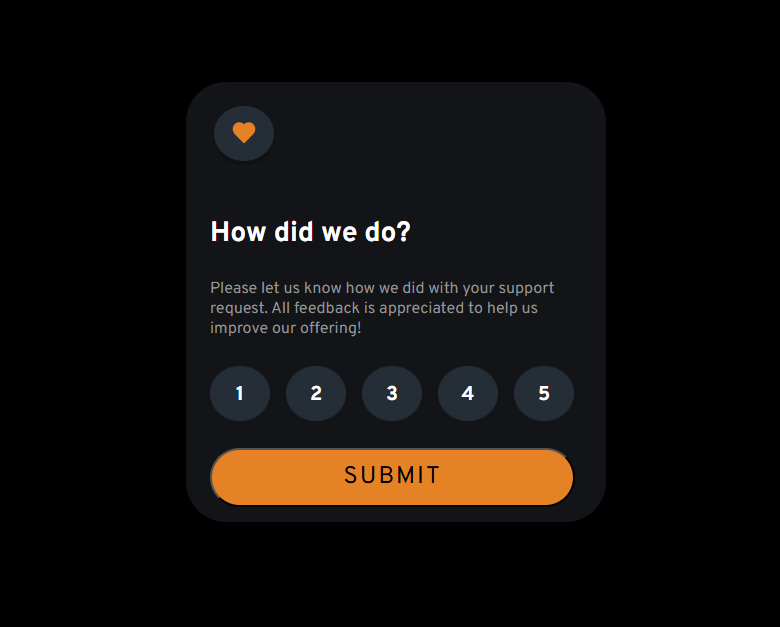 How did we do?
Please let us know how we did with your support
request. All feedback is appreciated to help us
improve our offering!
1 2 3 4 5
SUBMIT